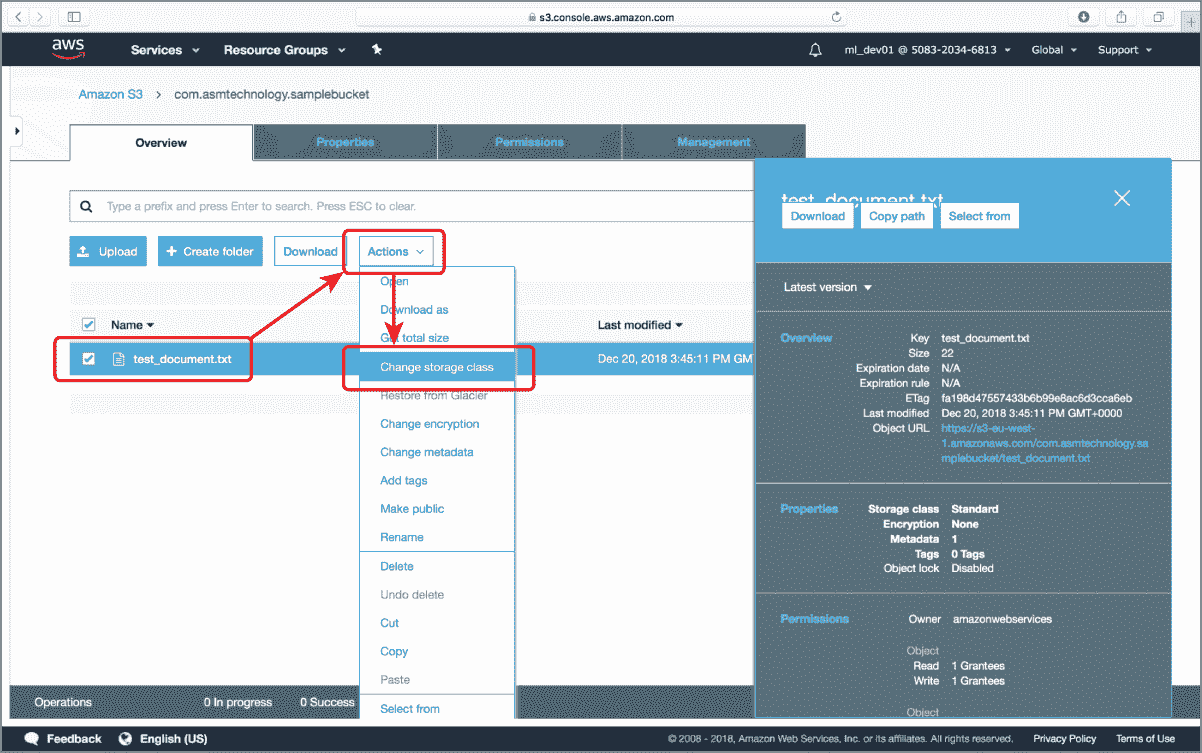 s3.console.aws.amazon.com
aws
Services
Resource Groups
ml_dev01 @ 5083-2034-6813
Global
Support
Amazon S3 > com.asmtechnology.samplebucket
Overview
Properties
Permissions
Management
Type a prefix and press Enter to search. Press ESC to clear.
Upload
+ Create folder
Download
Actions
Name
Last modified
test_document.txt
Dec 20, 2018 3:45:11 PM GM
Open
Download as
Get total size
Change storage class
Restore from Glacier
Change encryption
Change metadata
Add tags
Make public
Rename
Delete
Undo delete
Cut
Copy
Paste
Select from
test_document.txt
Download
Copy path
Select from
Latest version
Overview
Key test_document.txt
Size 22
Expiration date N/A
Expiration rule N/A
ETag fa198d47557433b6b99e8ac6d3cca6eb
Last modified Dec 20, 2018 3:45:11 PM GMT+0000
Object URL https://s3-eu-west-
1.amazonaws.com/com.asmtechnology.sa
mplebucket/test_document.txt
Properties
Storage class Standard
Encryption None
Metadata 1
Tags 0 Tags
Object lock Disabled
Permissions
Owner amazonwebservices
Object
Read 1 Grantees
Write 1 Grantees
Object
Operations
0 In progress
0 Success
Feedback
English (US)
© 2008 - 2018, Amazon Web Services, Inc. or its affiliates. All rights reserved.
Privacy Policy
Terms of Use